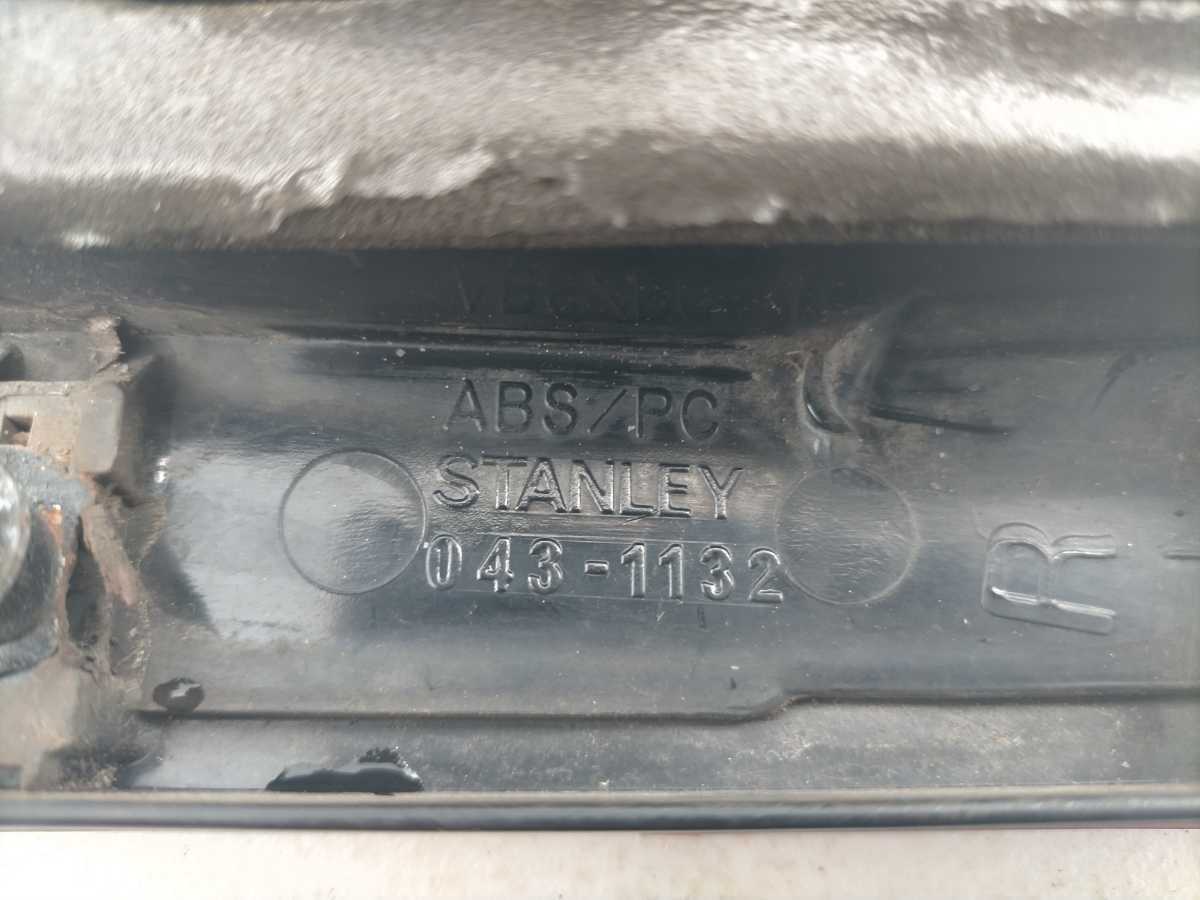 ABS/PC
STANLEY
043-1132
R